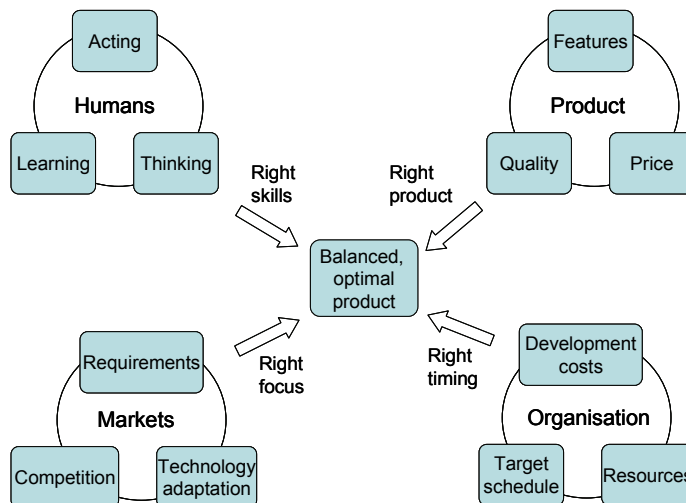 Acting
Humans
Learning
Thinking
Features
Product
Quality
Price
Right
skills
Right
product
Balanced,
optimal
product
Requirements
Markets
Competition
Technology
adaptation
Right
focus
Right
timing
Development
costs
Organisation
Target
schedule
Resources